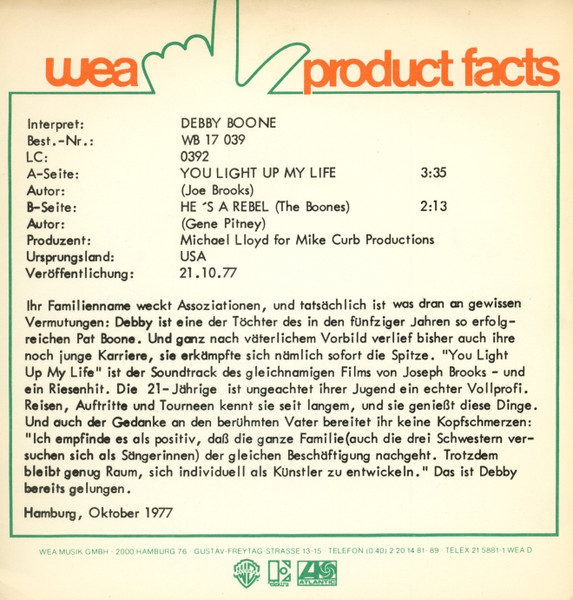 wea product facts
Interpret: DEBBY BOONE
Best.-Nr.: WB 17 039
LC: 0392
A-Seite: YOU LIGHT UP MY LIFE 3:35
Autor: (Joe Brooks)
B-Seite: HE´S A REBEL (The Boones) 2:13
Autor: (Gene Pitney)
Produzent: Michael Lloyd for Mike Curb Productions
Ursprungsland: USA
Veröffentlichung: 21.10.77
Ihr Familienname weckt Assoziationen, und tatsächlich ist was dran an gewissen
Vermutungen: Debby ist eine der Töchter des in den fünfziger Jahren so erfolg-
reichen Pat Boone. Und ganz nach väterlichem Vorbild verlief bisher auch ihre
noch junge Karriere, sie erkämpfte sich nämlich sofort die Spitze. "You Light
Up My Life" ist der Soundtrack des gleichnamigen Films von Joseph Brooks - und
ein Riesenhit. Die 21-Jährige ist ungeachtet ihrer Jugend ein echter Vollprofi.
Reisen, Auftritte und Tourneen kennt sie seit langem, und sie genießt diese Dinge.
Und auch der Gedanke an den berühmten Vater bereitet ihr keine Kopfschmerzen:
"Ich empfinde es als positiv, daß die ganze Familie(auch die drei Schwestern ver-
suchen sich als Sängerinnen) der gleichen Beschäftigung nachgeht. Trotzdem
bleibt genug Raum, sich individuell als Künstler zu entwickeln." Das ist Debby
bereits gelungen.
Hamburg, Oktober 1977
WEA MUSIK GMBH · 2000 HAMBURG 76 · GUSTAV-FREYTAG-STRASSE 13-15 · TELEFON (0 40) 2 20 14 81-89 · TELEX 21 5881-1 WEA D
WB elektra ATLANTIC